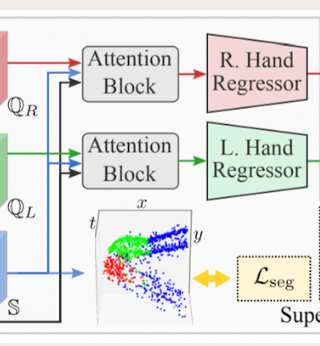 Attention
Block
R. Hand
Regressor
ℚ_R
Attention
Block
L. Hand
Regressor
ℚ_L
x
t
y
𝕊
ℒ_seg
Supe